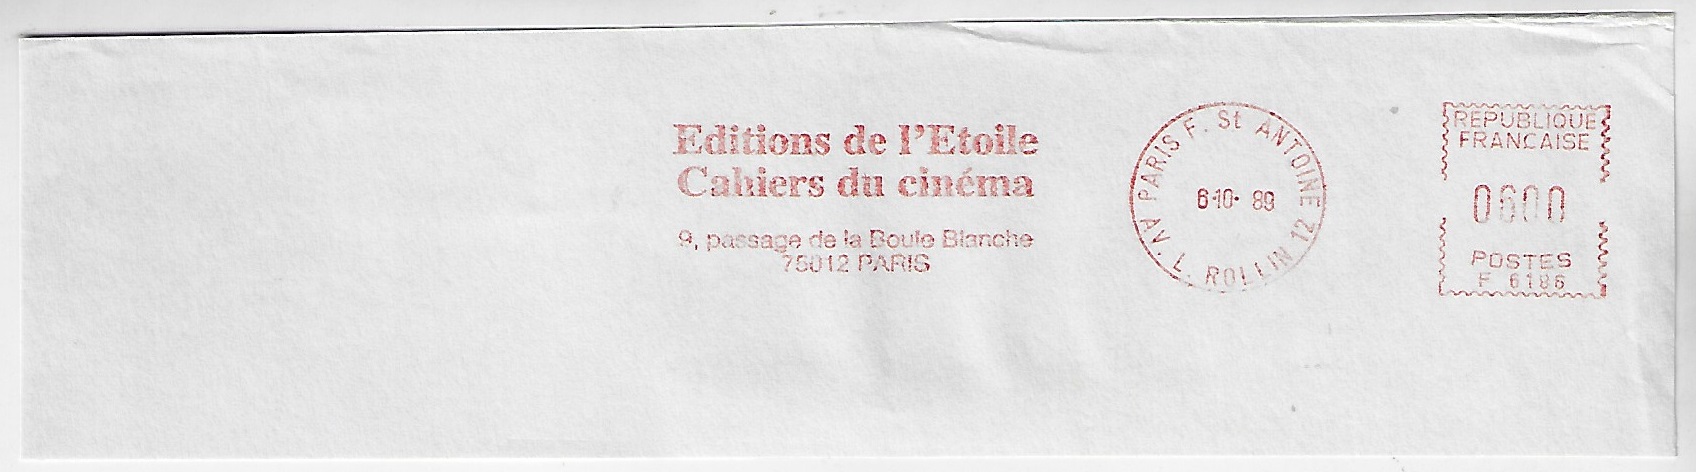 Editions de l'Etoile
Cahiers du cinéma
9, passage de la Boule Blanche
75012 PARIS
PARIS F. St ANTOINE 12
AV. L. ROLLIN
6-10- 89
REPUBLIQUE
FRANCAISE
0600
POSTES
F 6186